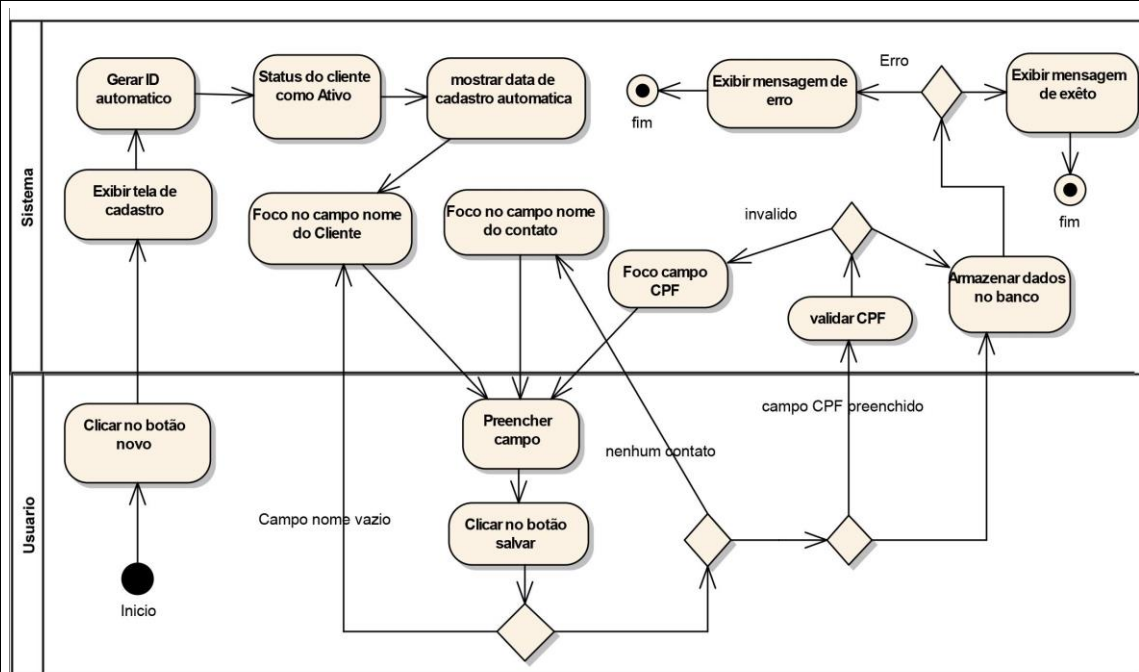 Sistema
Gerar ID
automatico
Status do cliente
como Ativo
mostrar data de
cadastro automatica
fim
Exibir mensagem de
erro
Erro
Exibir mensagem
de exêto
fim
Exibir tela de
cadastro
Foco no campo nome
do Cliente
Foco no campo nome
do contato
invalido
Foco campo
CPF
validar CPF
Armazenar dados
no banco
Usuario
Clicar no botão
novo
Preencher
campo
campo CPF preenchido
nenhum contato
Campo nome vazio
Clicar no botão
salvar
Inicio